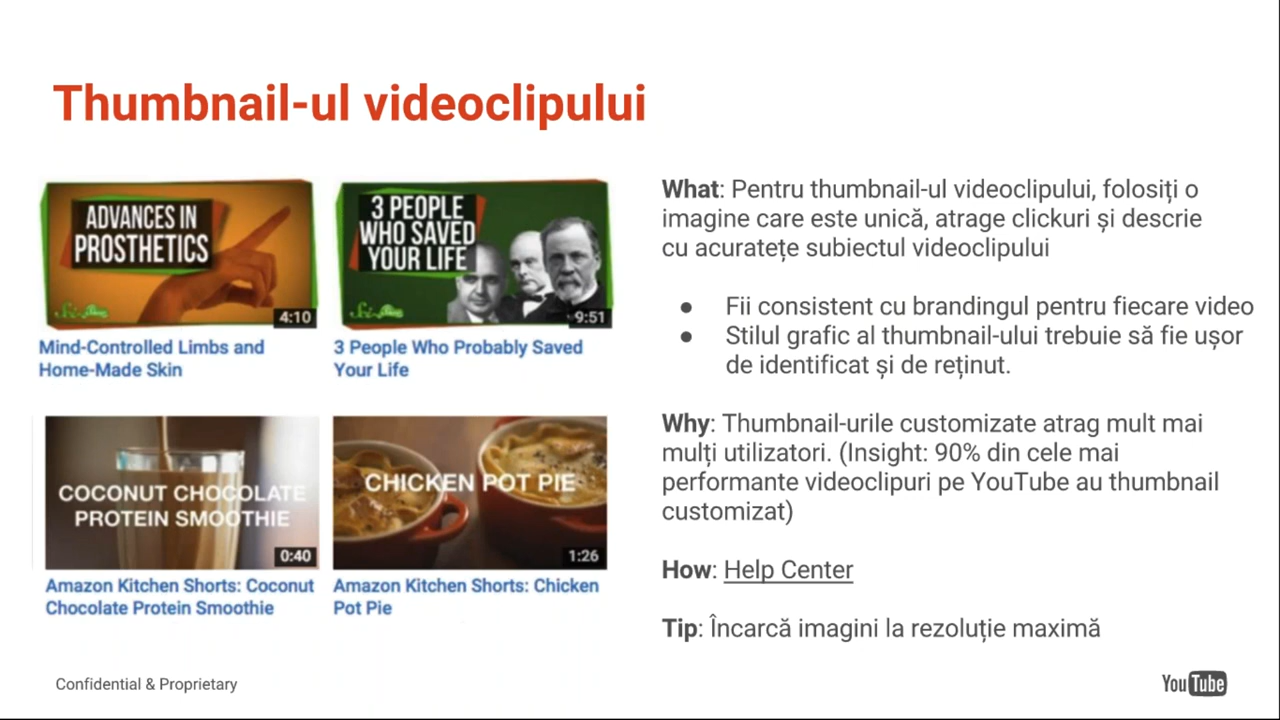 Thumbnail-ul videoclipului
ADVANCES IN
PROSTHETICS
SciShow
4:10
Mind-Controlled Limbs and
Home-Made Skin
3 PEOPLE
WHO SAVED
YOUR LIFE
SciShow
9:51
3 People Who Probably Saved
Your Life
COCONUT CHOCOLATE
PROTEIN SMOOTHIE
0:40
Amazon Kitchen Shorts: Coconut
Chocolate Protein Smoothie
CHICKEN POT PIE
1:26
Amazon Kitchen Shorts: Chicken
Pot Pie
What: Pentru thumbnail-ul videoclipului, folosiți o
imagine care este unică, atrage clickuri și descrie
cu acuratețe subiectul videoclipului
● Fii consistent cu brandingul pentru fiecare video
● Stilul grafic al thumbnail-ului trebuie să fie ușor
de identificat și de reținut.
Why: Thumbnail-urile customizate atrag mult mai
mulți utilizatori. (Insight: 90% din cele mai
performante videoclipuri pe YouTube au thumbnail
customizat)
How: Help Center
Tip: Încarcă imagini la rezoluție maximă
Confidential & Proprietary
YouTube